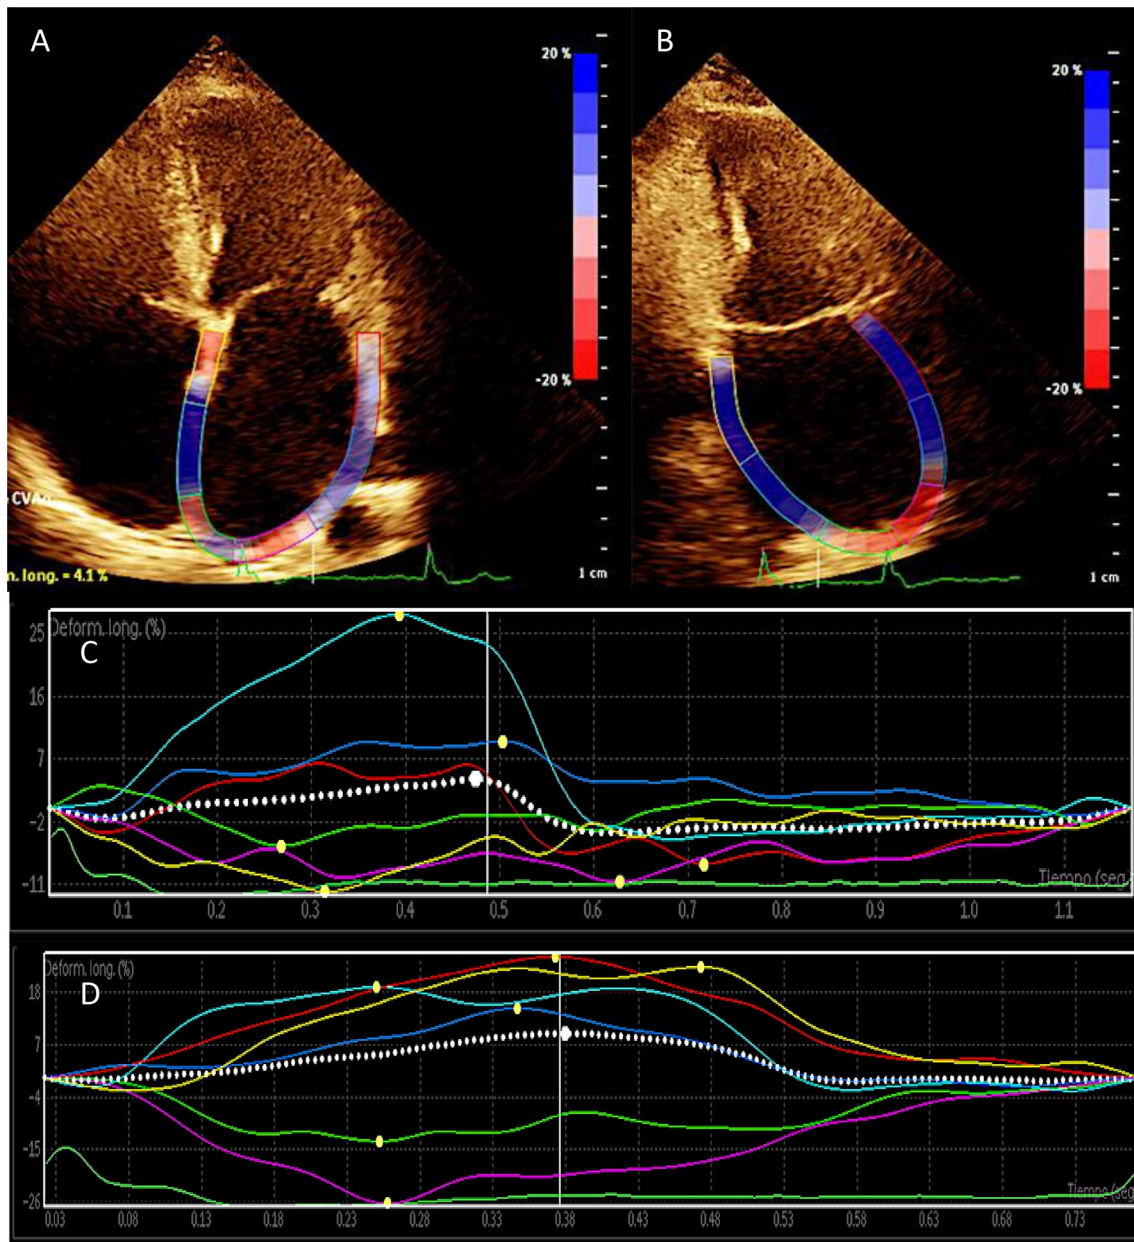 A
20 %
-20 %
CVAo
m. long. = 4.1 %
1 cm
B
20 %
-20 %
1 cm
Deform. long. (%)
C
25
16
7
-2
-11
Tiempo (seg.
0.1 0.2 0.3 0.4 0.5 0.6 0.7 0.8 0.9 1.0 1.1
Deform. long. (%)
D
18
7
-4
-15
-26
Tiempo (seg.
0.03 0.08 0.13 0.18 0.23 0.28 0.33 0.38 0.43 0.48 0.53 0.58 0.63 0.68 0.73